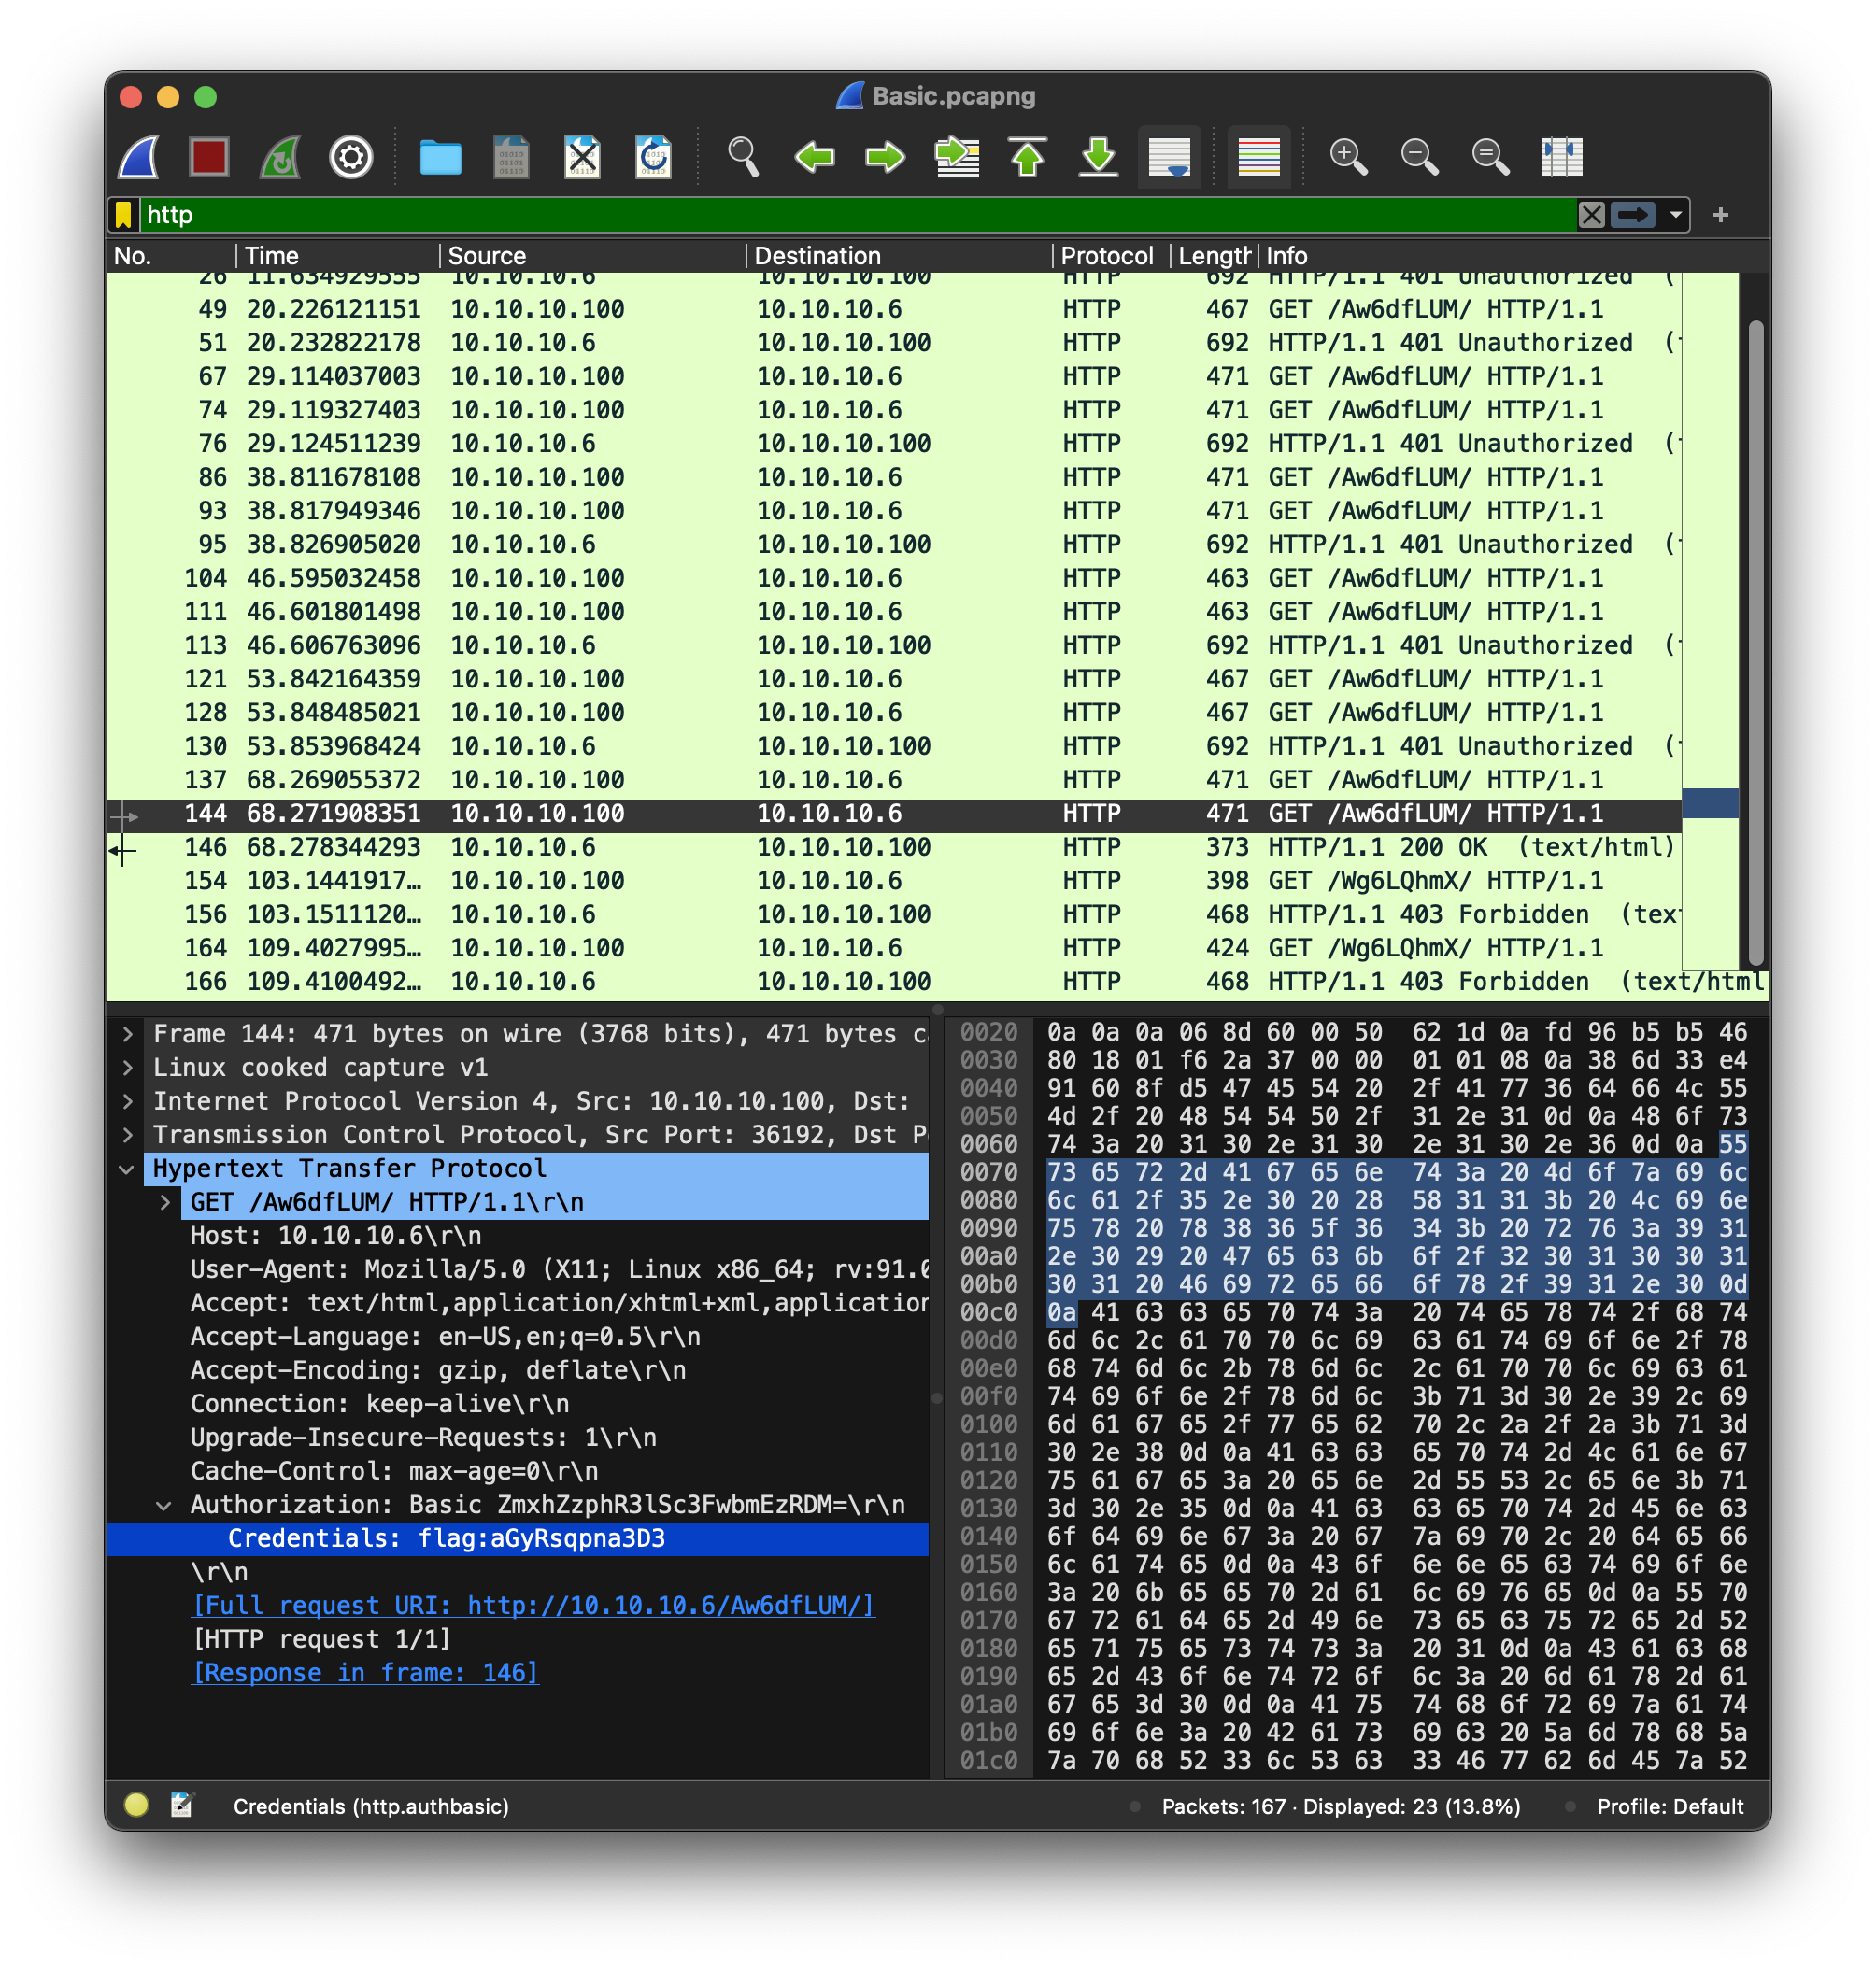 Basic.pcapng
http
No. Time Source Destination Protocol Length Info
26 11.634929555 10.10.10.6 10.10.10.100 HTTP 692 HTTP/1.1 401 Unauthorized (
49 20.226121151 10.10.10.100 10.10.10.6 HTTP 467 GET /Aw6dfLUM/ HTTP/1.1
51 20.232822178 10.10.10.6 10.10.10.100 HTTP 692 HTTP/1.1 401 Unauthorized (
67 29.114037003 10.10.10.100 10.10.10.6 HTTP 471 GET /Aw6dfLUM/ HTTP/1.1
74 29.119327403 10.10.10.100 10.10.10.6 HTTP 471 GET /Aw6dfLUM/ HTTP/1.1
76 29.124511239 10.10.10.6 10.10.10.100 HTTP 692 HTTP/1.1 401 Unauthorized (
86 38.811678108 10.10.10.100 10.10.10.6 HTTP 471 GET /Aw6dfLUM/ HTTP/1.1
93 38.817949346 10.10.10.100 10.10.10.6 HTTP 471 GET /Aw6dfLUM/ HTTP/1.1
95 38.826905020 10.10.10.6 10.10.10.100 HTTP 692 HTTP/1.1 401 Unauthorized (
104 46.595032458 10.10.10.100 10.10.10.6 HTTP 463 GET /Aw6dfLUM/ HTTP/1.1
111 46.601801498 10.10.10.100 10.10.10.6 HTTP 463 GET /Aw6dfLUM/ HTTP/1.1
113 46.606763096 10.10.10.6 10.10.10.100 HTTP 692 HTTP/1.1 401 Unauthorized (
121 53.842164359 10.10.10.100 10.10.10.6 HTTP 467 GET /Aw6dfLUM/ HTTP/1.1
128 53.848485021 10.10.10.100 10.10.10.6 HTTP 467 GET /Aw6dfLUM/ HTTP/1.1
130 53.853968424 10.10.10.6 10.10.10.100 HTTP 692 HTTP/1.1 401 Unauthorized (
137 68.269055372 10.10.10.100 10.10.10.6 HTTP 471 GET /Aw6dfLUM/ HTTP/1.1
144 68.271908351 10.10.10.100 10.10.10.6 HTTP 471 GET /Aw6dfLUM/ HTTP/1.1
146 68.278344293 10.10.10.6 10.10.10.100 HTTP 373 HTTP/1.1 200 OK (text/html)
154 103.1441917… 10.10.10.100 10.10.10.6 HTTP 398 GET /Wg6LQhmX/ HTTP/1.1
156 103.1511120… 10.10.10.6 10.10.10.100 HTTP 468 HTTP/1.1 403 Forbidden (tex
164 109.4027995… 10.10.10.100 10.10.10.6 HTTP 424 GET /Wg6LQhmX/ HTTP/1.1
166 109.4100492… 10.10.10.6 10.10.10.100 HTTP 468 HTTP/1.1 403 Forbidden (text/html
Frame 144: 471 bytes on wire (3768 bits), 471 bytes c
Linux cooked capture v1
Internet Protocol Version 4, Src: 10.10.10.100, Dst:
Transmission Control Protocol, Src Port: 36192, Dst P
Hypertext Transfer Protocol
GET /Aw6dfLUM/ HTTP/1.1\r\n
Host: 10.10.10.6\r\n
User-Agent: Mozilla/5.0 (X11; Linux x86_64; rv:91.0
Accept: text/html,application/xhtml+xml,application
Accept-Language: en-US,en;q=0.5\r\n
Accept-Encoding: gzip, deflate\r\n
Connection: keep-alive\r\n
Upgrade-Insecure-Requests: 1\r\n
Cache-Control: max-age=0\r\n
Authorization: Basic ZmxhZzphR3lSc3FwbmEzRDM=\r\n
Credentials: flag:aGyRsqpna3D3
\r\n
[Full request URI: http://10.10.10.6/Aw6dfLUM/]
[HTTP request 1/1]
[Response in frame: 146]
0020 0a 0a 0a 06 8d 60 00 50 62 1d 0a fd 96 b5 b5 46
0030 80 18 01 f6 2a 37 00 00 01 01 08 0a 38 6d 33 e4
0040 91 60 8f d5 47 45 54 20 2f 41 77 36 64 66 4c 55
0050 4d 2f 20 48 54 54 50 2f 31 2e 31 0d 0a 48 6f 73
0060 74 3a 20 31 30 2e 31 30 2e 31 30 2e 36 0d 0a 55
0070 73 65 72 2d 41 67 65 6e 74 3a 20 4d 6f 7a 69 6c
0080 6c 61 2f 35 2e 30 20 28 58 31 31 3b 20 4c 69 6e
0090 75 78 20 78 38 36 5f 36 34 3b 20 72 76 3a 39 31
00a0 2e 30 29 20 47 65 63 6b 6f 2f 32 30 31 30 30 31
00b0 30 31 20 46 69 72 65 66 6f 78 2f 39 31 2e 30 0d
00c0 0a 41 63 63 65 70 74 3a 20 74 65 78 74 2f 68 74
00d0 6d 6c 2c 61 70 70 6c 69 63 61 74 69 6f 6e 2f 78
00e0 68 74 6d 6c 2b 78 6d 6c 2c 61 70 70 6c 69 63 61
00f0 74 69 6f 6e 2f 78 6d 6c 3b 71 3d 30 2e 39 2c 69
0100 6d 61 67 65 2f 77 65 62 70 2c 2a 2f 2a 3b 71 3d
0110 30 2e 38 0d 0a 41 63 63 65 70 74 2d 4c 61 6e 67
0120 75 61 67 65 3a 20 65 6e 2d 55 53 2c 65 6e 3b 71
0130 3d 30 2e 35 0d 0a 41 63 63 65 70 74 2d 45 6e 63
0140 6f 64 69 6e 67 3a 20 67 7a 69 70 2c 20 64 65 66
0150 6c 61 74 65 0d 0a 43 6f 6e 6e 65 63 74 69 6f 6e
0160 3a 20 6b 65 65 70 2d 61 6c 69 76 65 0d 0a 55 70
0170 67 72 61 64 65 2d 49 6e 73 65 63 75 72 65 2d 52
0180 65 71 75 65 73 74 73 3a 20 31 0d 0a 43 61 63 68
0190 65 2d 43 6f 6e 74 72 6f 6c 3a 20 6d 61 78 2d 61
01a0 67 65 3d 30 0d 0a 41 75 74 68 6f 72 69 7a 61 74
01b0 69 6f 6e 3a 20 42 61 73 69 63 20 5a 6d 78 68 5a
01c0 7a 70 68 52 33 6c 53 63 33 46 77 62 6d 45 7a 52
Credentials (http.authbasic) Packets: 167 · Displayed: 23 (13.8%) Profile: Default